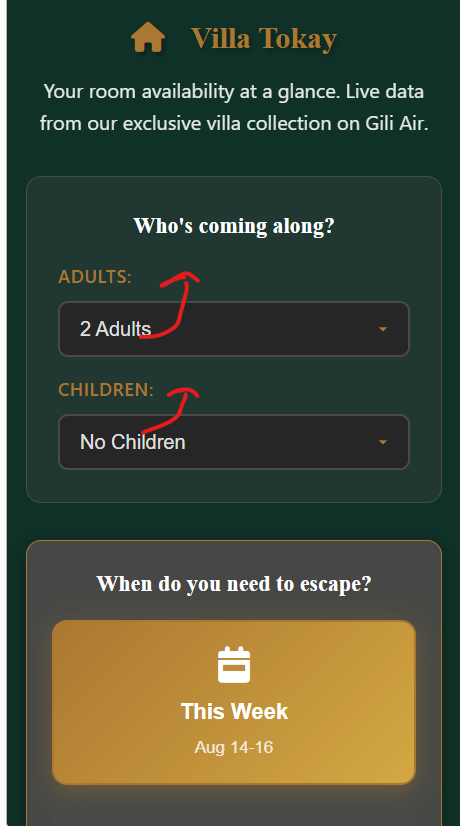 Villa Tokay
Your room availability at a glance. Live data
from our exclusive villa collection on Gili Air.
Who's coming along?
ADULTS:
2 Adults
CHILDREN:
No Children
When do you need to escape?
This Week
Aug 14-16